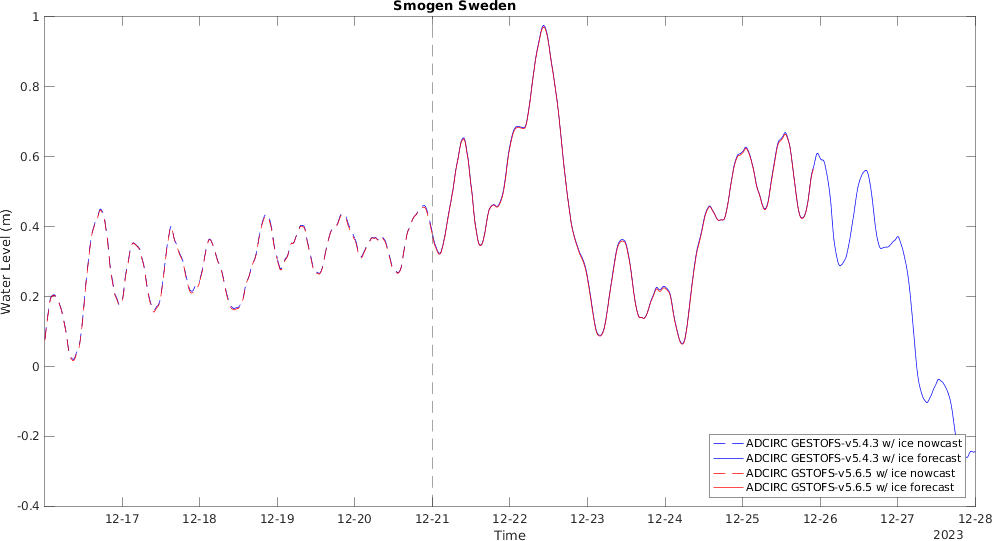 Smogen Sweden
1
0.8
0.6
0.4
0.2
0
-0.2
-0.4
Water Level (m)
ADCIRC GESTOFS-v5.4.3 w/ ice nowcast
ADCIRC GESTOFS-v5.4.3 w/ ice forecast
ADCIRC GSTOFS-v5.6.5 w/ ice nowcast
ADCIRC GSTOFS-v5.6.5 w/ ice forecast
12-17 12-18 12-19 12-20 12-21 12-22 12-23 12-24 12-25 12-26 12-27 12-28
Time 2023